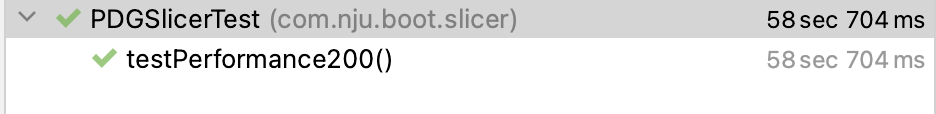 PDGSlicerTest (com.nju.boot.slicer) 58 sec 704 ms
testPerformance200() 58 sec 704 ms